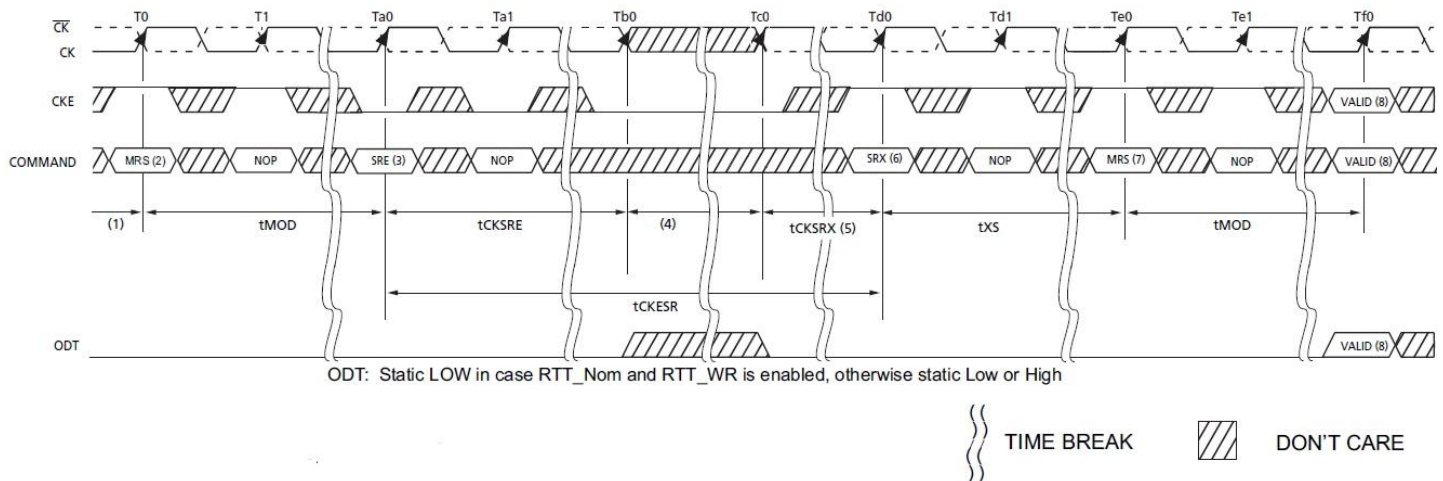 T0 T1 Ta0 Ta1 Tb0 Tc0 Td0 Td1 Te0 Te1 Tf0
CK
CK
CKE VALID (8)
COMMAND MRS (2) NOP SRE (3) NOP SRX (6) NOP MRS (7) NOP VALID (8)
(1) tMOD tCKSRE (4) tCKSRX (5) tXS tMOD
tCKESR
ODT VALID (8)
ODT: Static LOW in case RTT_Nom and RTT_WR is enabled, otherwise static Low or High
TIME BREAK DON'T CARE